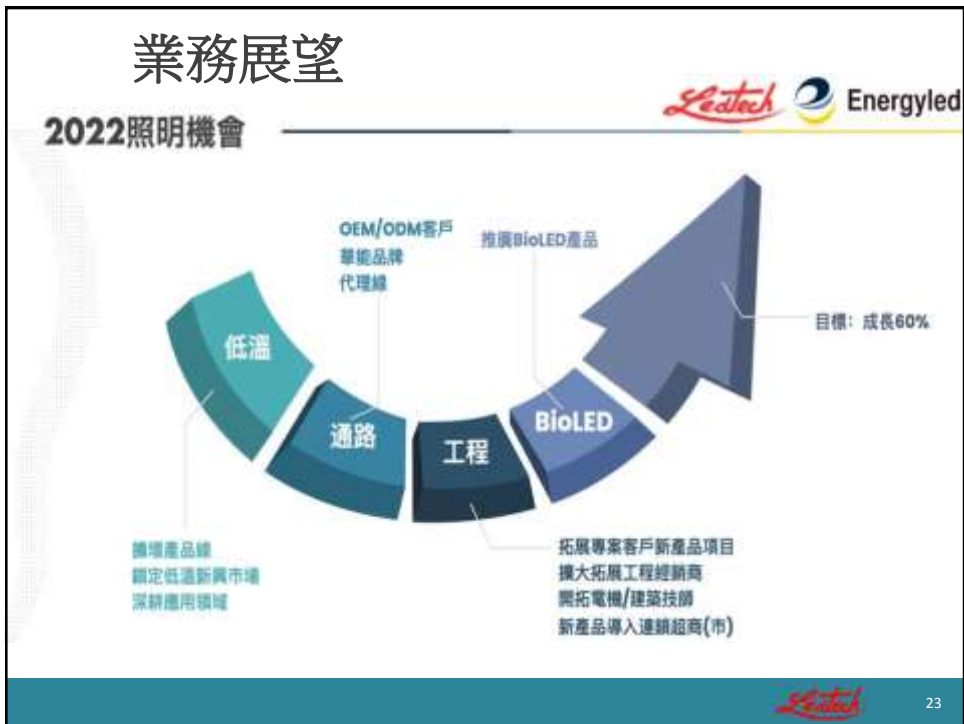 業務展望
Ledtech
Energyled
2022照明機會
OEM/ODM客戶
單能品牌
代理線
推廣BioLED產品
目標：成長60%
低溫
通路
工程
BioLED
擴增產品線
鎖定低溫新興市場
深耕應用領域
拓展專案客戶新產品項目
擴大拓展工程經銷商
開拓電機/建築技師
新產品導入連鎖超商(市)
Ledtech
23